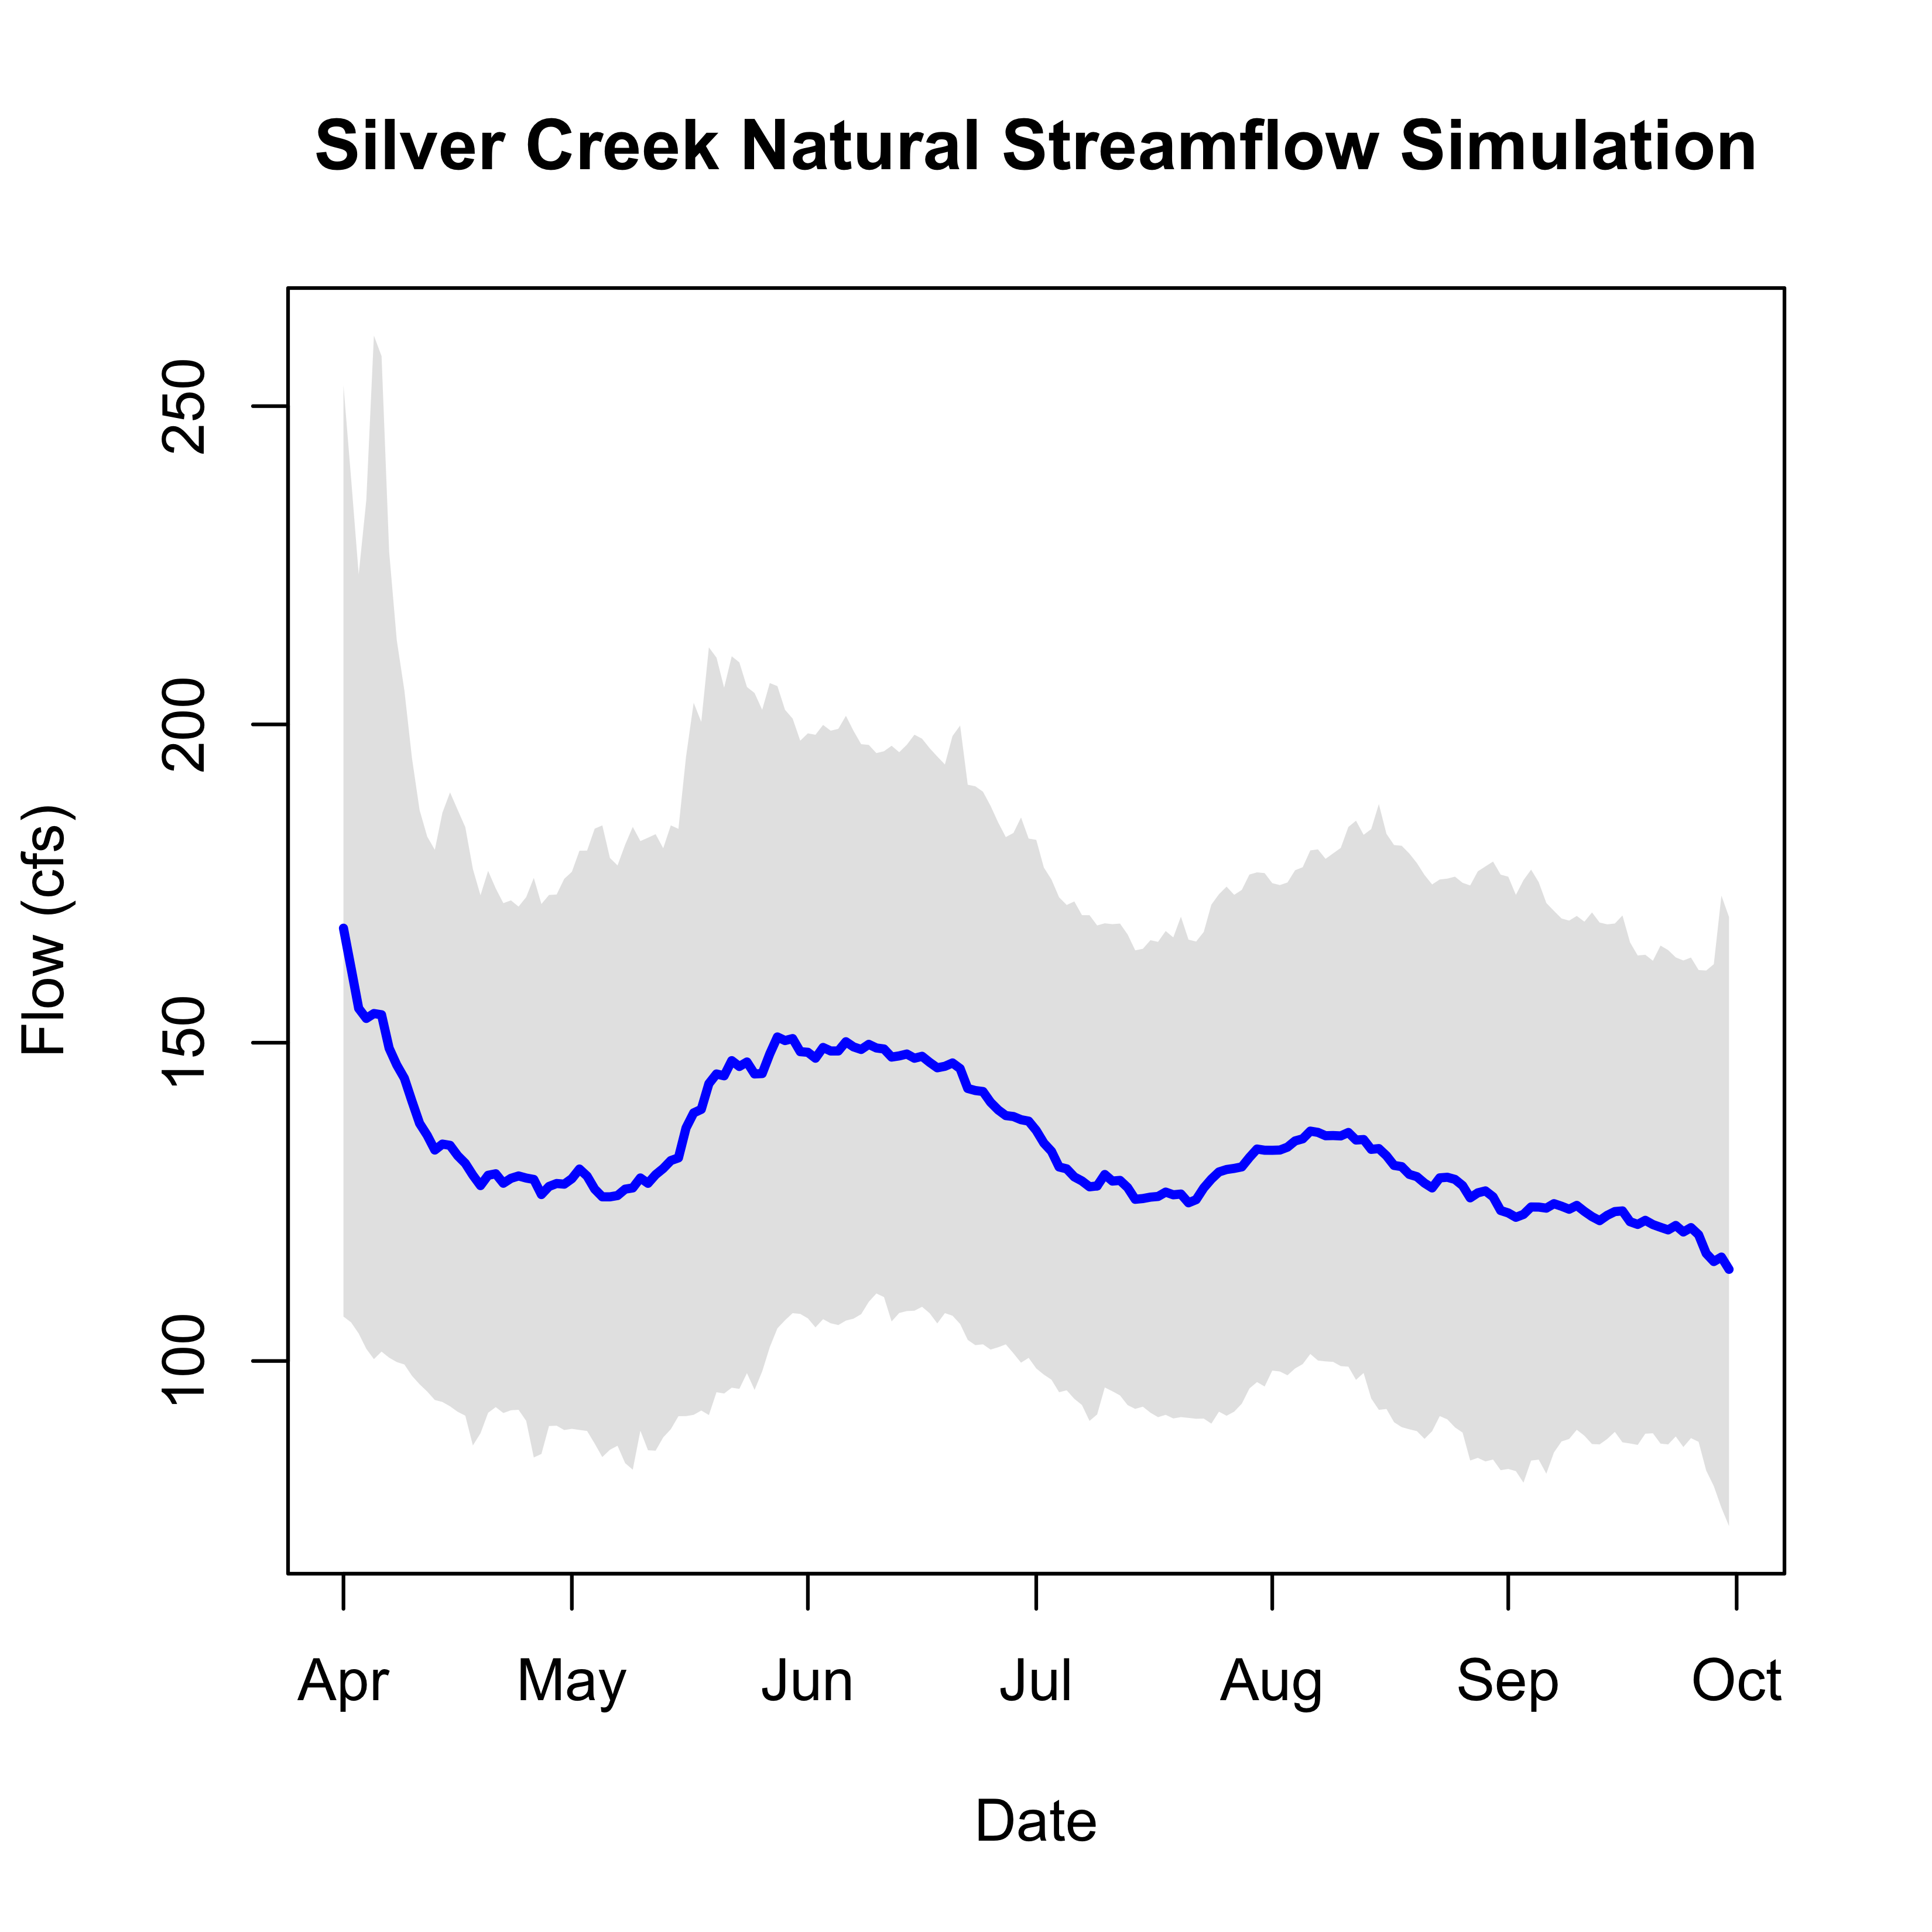 Silver Creek Natural Streamflow Simulation
250
200
150
100
Flow (cfs)
Apr May Jun Jul Aug Sep Oct
Date